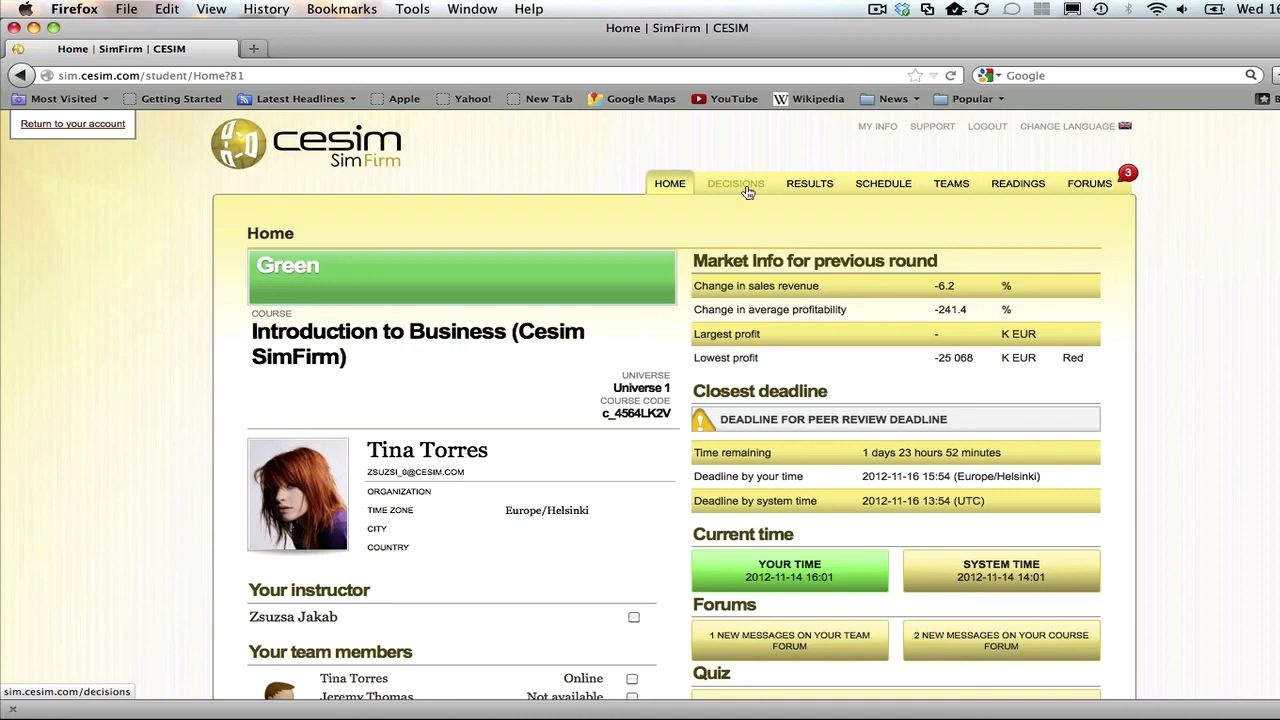 Firefox File Edit View History Bookmarks Tools Window Help Wed 16
Home | SimFirm | CESIM
Home | SimFirm | CESIM
sim.cesim.com/student/Home?81 Google
Most Visited Getting Started Latest Headlines Apple Yahoo! New Tab Google Maps YouTube Wikipedia News Popular
Return to your account
MY INFO SUPPORT LOGOUT CHANGE LANGUAGE
cesim
SimFirm
HOME DECISIONS RESULTS SCHEDULE TEAMS READINGS FORUMS 3
Home
Green
COURSE
Introduction to Business (Cesim
SimFirm)
UNIVERSE
Universe 1
COURSE CODE
c_4564LK2V
Tina Torres
ZSUZSI_0@CESIM.COM
ORGANIZATION
TIME ZONE Europe/Helsinki
CITY
COUNTRY
Your instructor
Zsuzsa Jakab
Your team members
Tina Torres Online
Jeremy Thomas Not available
Market Info for previous round
Change in sales revenue -6.2 %
Change in average profitability -241.4 %
Largest profit - K EUR
Lowest profit -25 068 K EUR Red
Closest deadline
DEADLINE FOR PEER REVIEW DEADLINE
Time remaining 1 days 23 hours 52 minutes
Deadline by your time 2012-11-16 15:54 (Europe/Helsinki)
Deadline by system time 2012-11-16 13:54 (UTC)
Current time
YOUR TIME
2012-11-14 16:01
SYSTEM TIME
2012-11-14 14:01
Forums
1 NEW MESSAGES ON YOUR TEAM
FORUM
2 NEW MESSAGES ON YOUR COURSE
FORUM
Quiz
sim.cesim.com/decisions